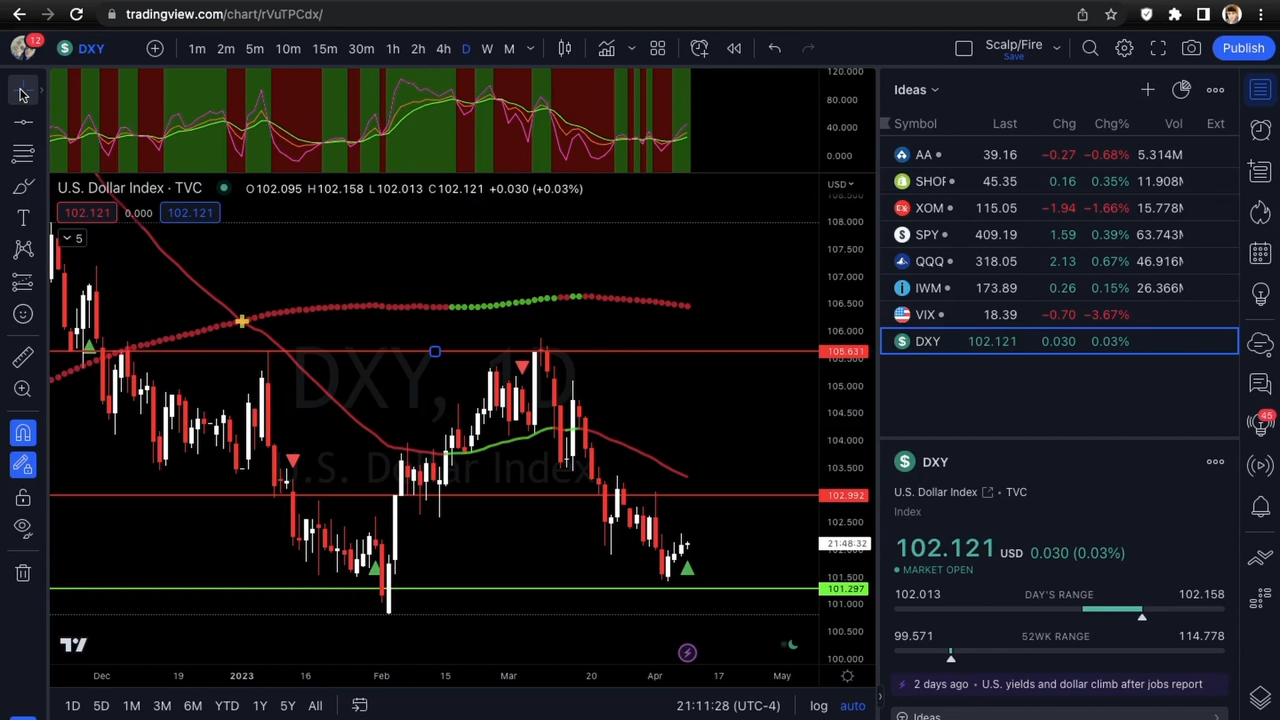 tradingview.com/chart/rVuTPCdx/
12 DXY 1m 2m 5m 10m 15m 30m 1h 2h 4h D W M Scalp/Fire Save Publish
Ideas
Symbol Last Chg Chg% Vol Ext
AA 39.16 −0.27 −0.68% 5.314M
SHOP 45.35 0.16 0.35% 11.908M
XOM 115.05 −1.94 −1.66% 15.778M
SPY 409.19 1.59 0.39% 63.743M
QQQ 318.05 2.13 0.67% 46.916M
IWM 173.89 0.26 0.15% 26.366M
VIX 18.39 −0.70 −3.67%
DXY 102.121 0.030 0.03%
120.000
80.000
40.000
0.000
U.S. Dollar Index · TVC O102.095 H102.158 L102.013 C102.121 +0.030 (+0.03%)
USD
102.121 0.000 102.121
5
108.000
107.500
107.000
106.500
106.000
105.631
105.000
104.500
104.000
103.500
102.992
102.500
21:48:32
102.000
101.500
101.297
101.000
100.500
100.000
DXY, 1D
U.S. Dollar Index
Dec 19 2023 16 Feb 15 Mar 20 Apr 17 May
1D 5D 1M 3M 6M YTD 1Y 5Y All 21:11:28 (UTC-4) log auto
DXY
U.S. Dollar Index · TVC
Index
102.121 USD 0.030 (0.03%)
MARKET OPEN
102.013 DAY'S RANGE 102.158
99.571 52WK RANGE 114.778
2 days ago · U.S. yields and dollar climb after jobs report
Ideas
45